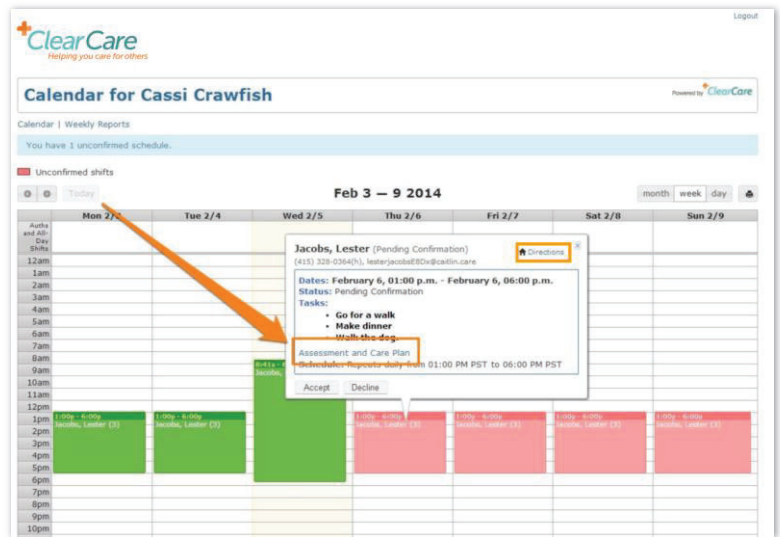 Logout
ClearCare
Helping you care for others
Calendar for Cassi Crawfish
Powered by ClearCare
Calendar | Weekly Reports
You have 1 unconfirmed schedule.
Unconfirmed shifts
Today
Feb 3 — 9 2014
month week day
Mon 2/3 Tue 2/4 Wed 2/5 Thu 2/6 Fri 2/7 Sat 2/8 Sun 2/9
Auths
and All-
Day
Shifts
12am
1am
2am
3am
4am
5am
6am
7am
8am
9am
10am
11am
12pm
1pm
2pm
3pm
4pm
5pm
6pm
7pm
8pm
9pm
10pm
Jacobs, Lester (Pending Confirmation)
Directions
(415) 328-0364(h), lesterjacobsE8Dx@caitlin.care
Dates: February 6, 01:00 p.m. - February 6, 06:00 p.m.
Status: Pending Confirmation
Tasks:
• Go for a walk
• Make dinner
• Walk the dog.
Assessment and Care Plan
Schedule: Repeats daily from 01:00 PM PST to 06:00 PM PST
Accept Decline
Jacobs,
1:00p - 6:00p
Jacobs, Lester (3)
1:00p - 6:00p
Jacobs, Lester (3)
1:00p - 6:00p
Jacobs, Lester (3)
1:00p - 6:00p
Jacobs, Lester (3)
1:00p - 6:00p
Jacobs, Lester (3)
1:00p - 6:00p
Jacobs, Lester (3)